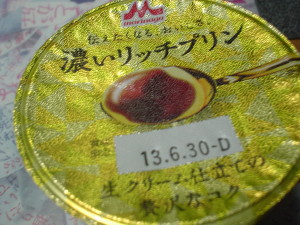 morinaga
伝えたくなる、おいしさ。
濃いリッチプリン
13.6.30-D
生クリーム仕立ての
贅沢なコク